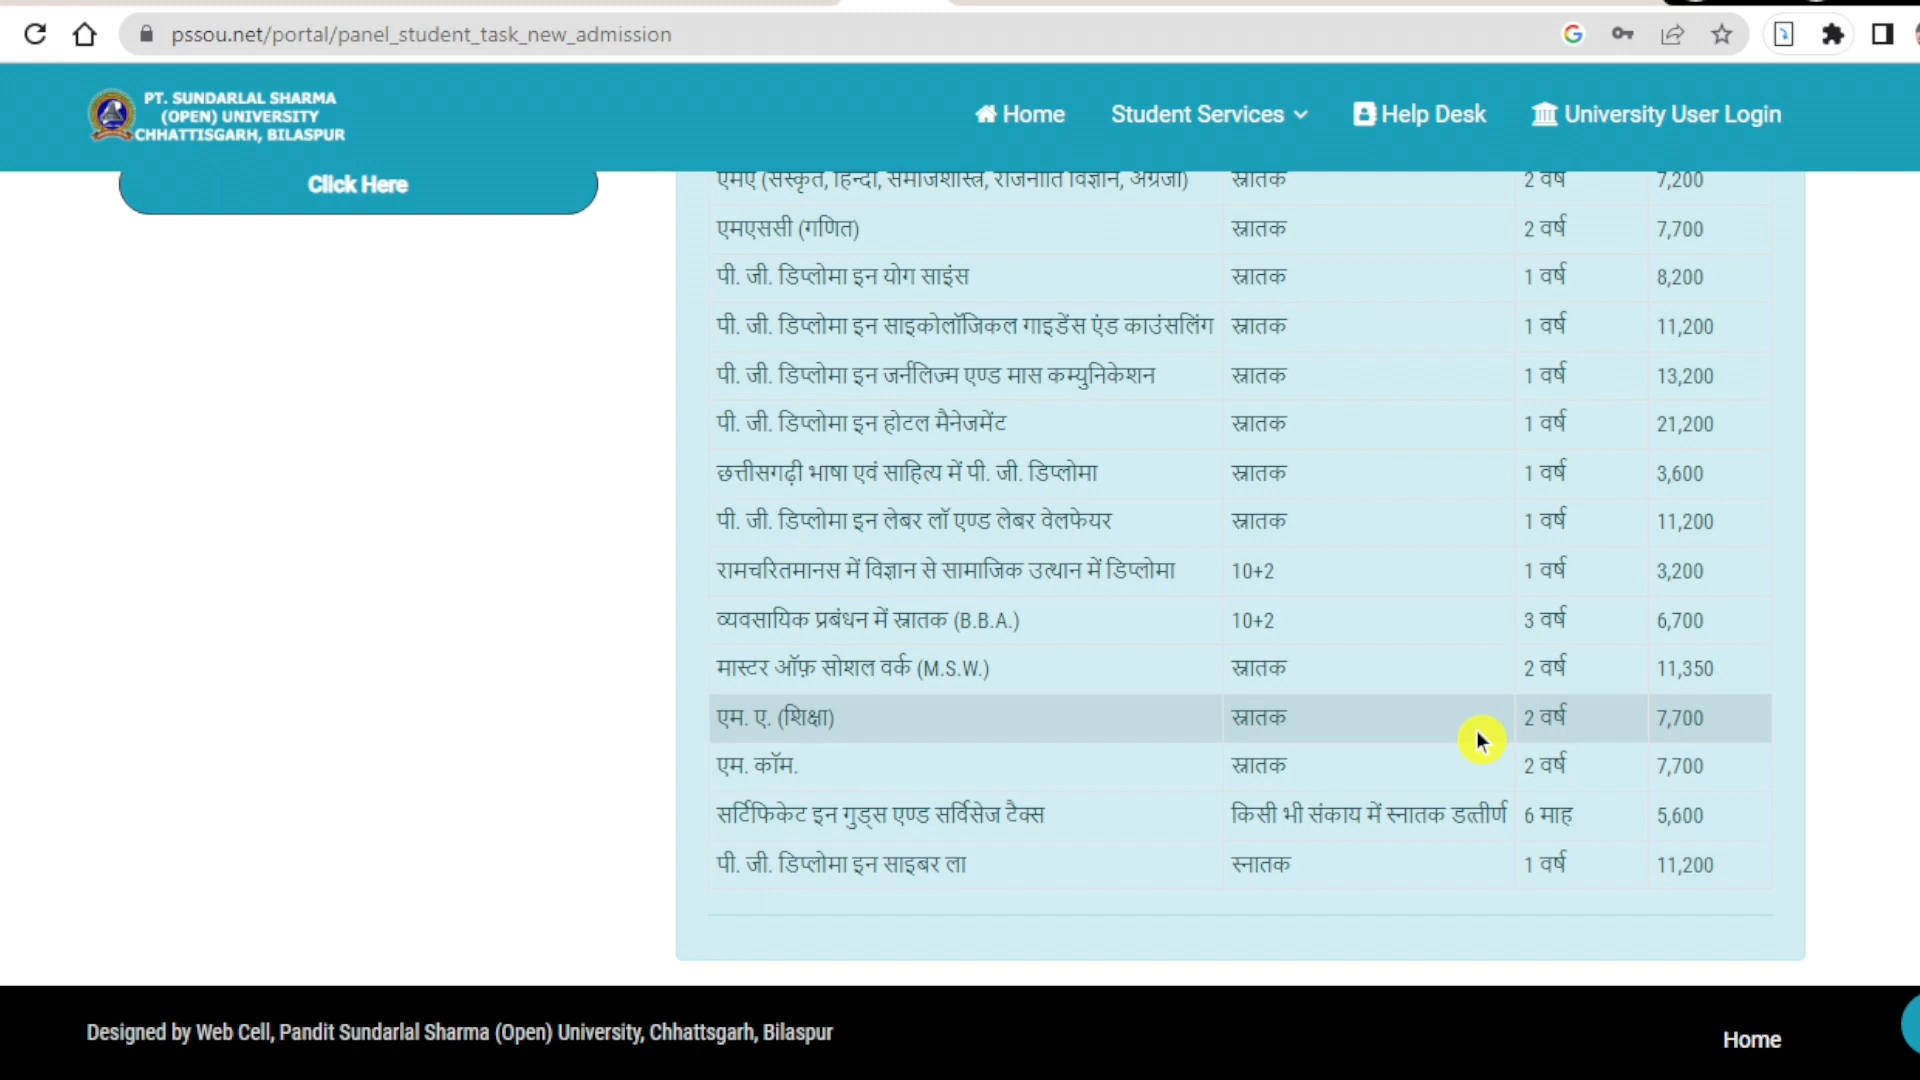 pssou.net/portal/panel_student_task_new_admission
PT. SUNDARLAL SHARMA
(OPEN) UNIVERSITY
CHHATTISGARH, BILASPUR
Home
Student Services
Help Desk
University User Login
Click Here
एमए (संस्कृत, हिन्दी, समाजशास्त्र, राजनीति विज्ञान, अंग्रेजी) स्नातक 2 वर्ष 7,200
एमएससी (गणित) स्नातक 2 वर्ष 7,700
पी. जी. डिप्लोमा इन योग साइंस स्नातक 1 वर्ष 8,200
पी. जी. डिप्लोमा इन साइकोलॉजिकल गाइडेंस एंड काउंसलिंग स्नातक 1 वर्ष 11,200
पी. जी. डिप्लोमा इन जर्नलिज्म एण्ड मास कम्युनिकेशन स्नातक 1 वर्ष 13,200
पी. जी. डिप्लोमा इन होटल मैनेजमेंट स्नातक 1 वर्ष 21,200
छत्तीसगढ़ी भाषा एवं साहित्य में पी. जी. डिप्लोमा स्नातक 1 वर्ष 3,600
पी. जी. डिप्लोमा इन लेबर लॉ एण्ड लेबर वेलफेयर स्नातक 1 वर्ष 11,200
रामचरितमानस में विज्ञान से सामाजिक उत्थान में डिप्लोमा 10+2 1 वर्ष 3,200
व्यवसायिक प्रबंधन में स्नातक (B.B.A.) 10+2 3 वर्ष 6,700
मास्टर ऑफ़ सोशल वर्क (M.S.W.) स्नातक 2 वर्ष 11,350
एम. ए. (शिक्षा) स्नातक 2 वर्ष 7,700
एम. कॉम. स्नातक 2 वर्ष 7,700
सर्टिफिकेट इन गुड्स एण्ड सर्विसेज टैक्स किसी भी संकाय में स्नातक डत्तीर्ण 6 माह 5,600
पी. जी. डिप्लोमा इन साइबर ला स्नातक 1 वर्ष 11,200
Designed by Web Cell, Pandit Sundarlal Sharma (Open) University, Chhattsgarh, Bilaspur
Home